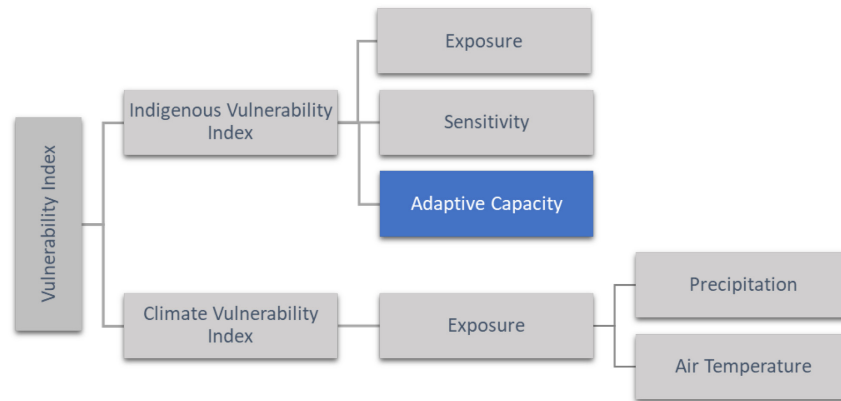 Vulnerability Index
Indigenous Vulnerability
Index
Exposure
Sensitivity
Adaptive Capacity
Climate Vulnerability
Index
Exposure
Precipitation
Air Temperature